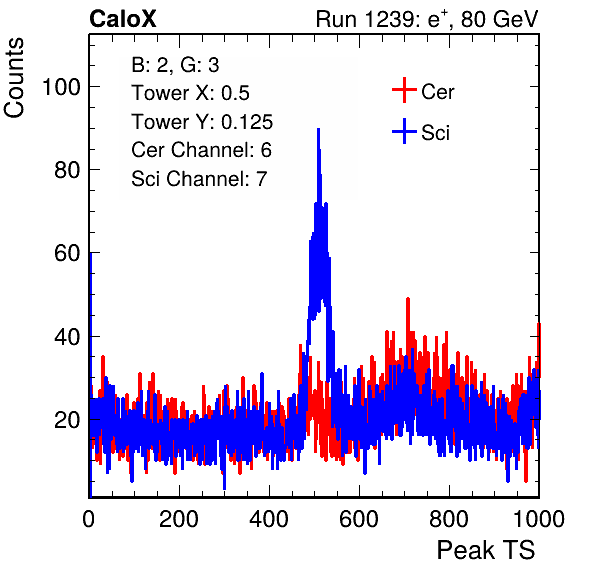 CaloX Run 1239: e⁺, 80 GeV
Counts
B: 2, G: 3
Tower X: 0.5
Tower Y: 0.125
Cer Channel: 6
Sci Channel: 7
Cer
Sci
100
80
60
40
20
0 200 400 600 800 1000
Peak TS